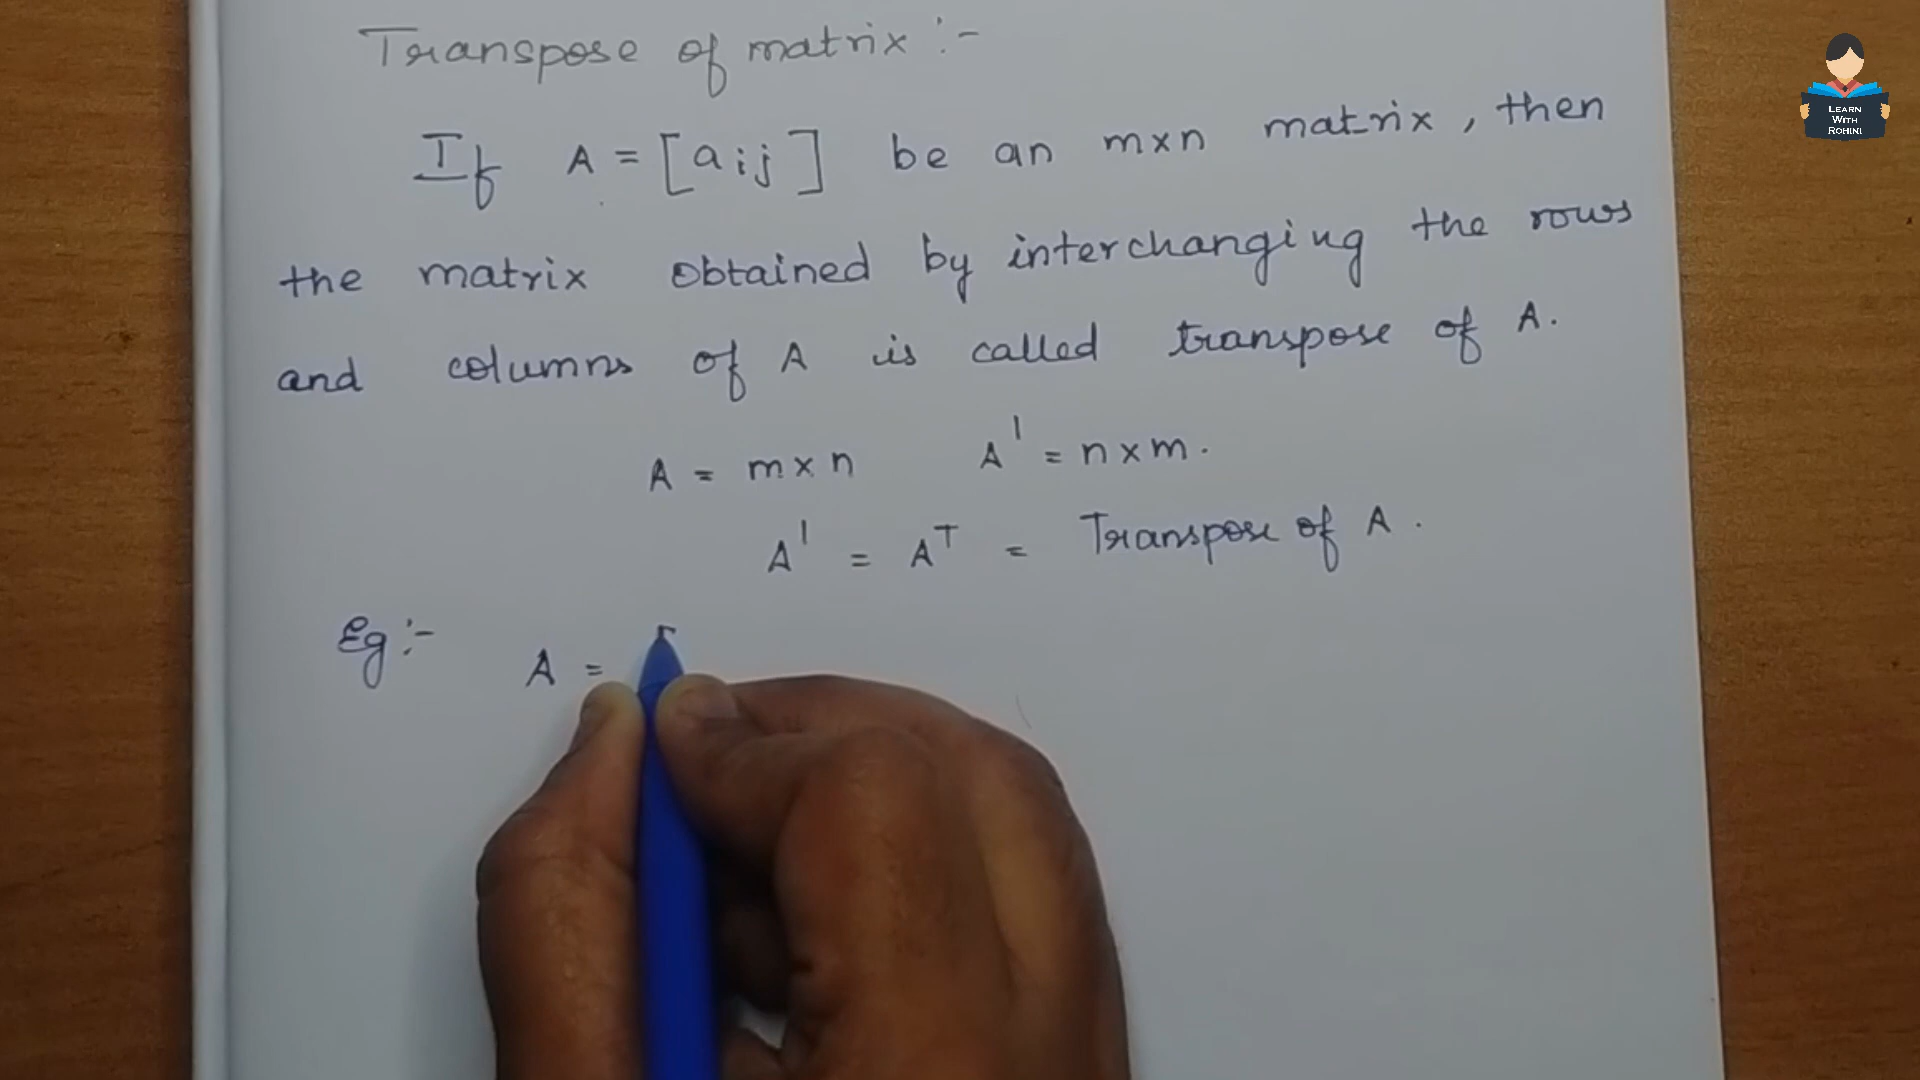 Transpose of matrix :-
LEARN
WITH
ROHINI
If A = [aij] be an m×n matrix, then
the matrix obtained by interchanging the rows
and columns of A is called transpose of A.
A = m×n A' = n×m.
A' = Aᵀ = Transpose of A.
Eg :- A = [